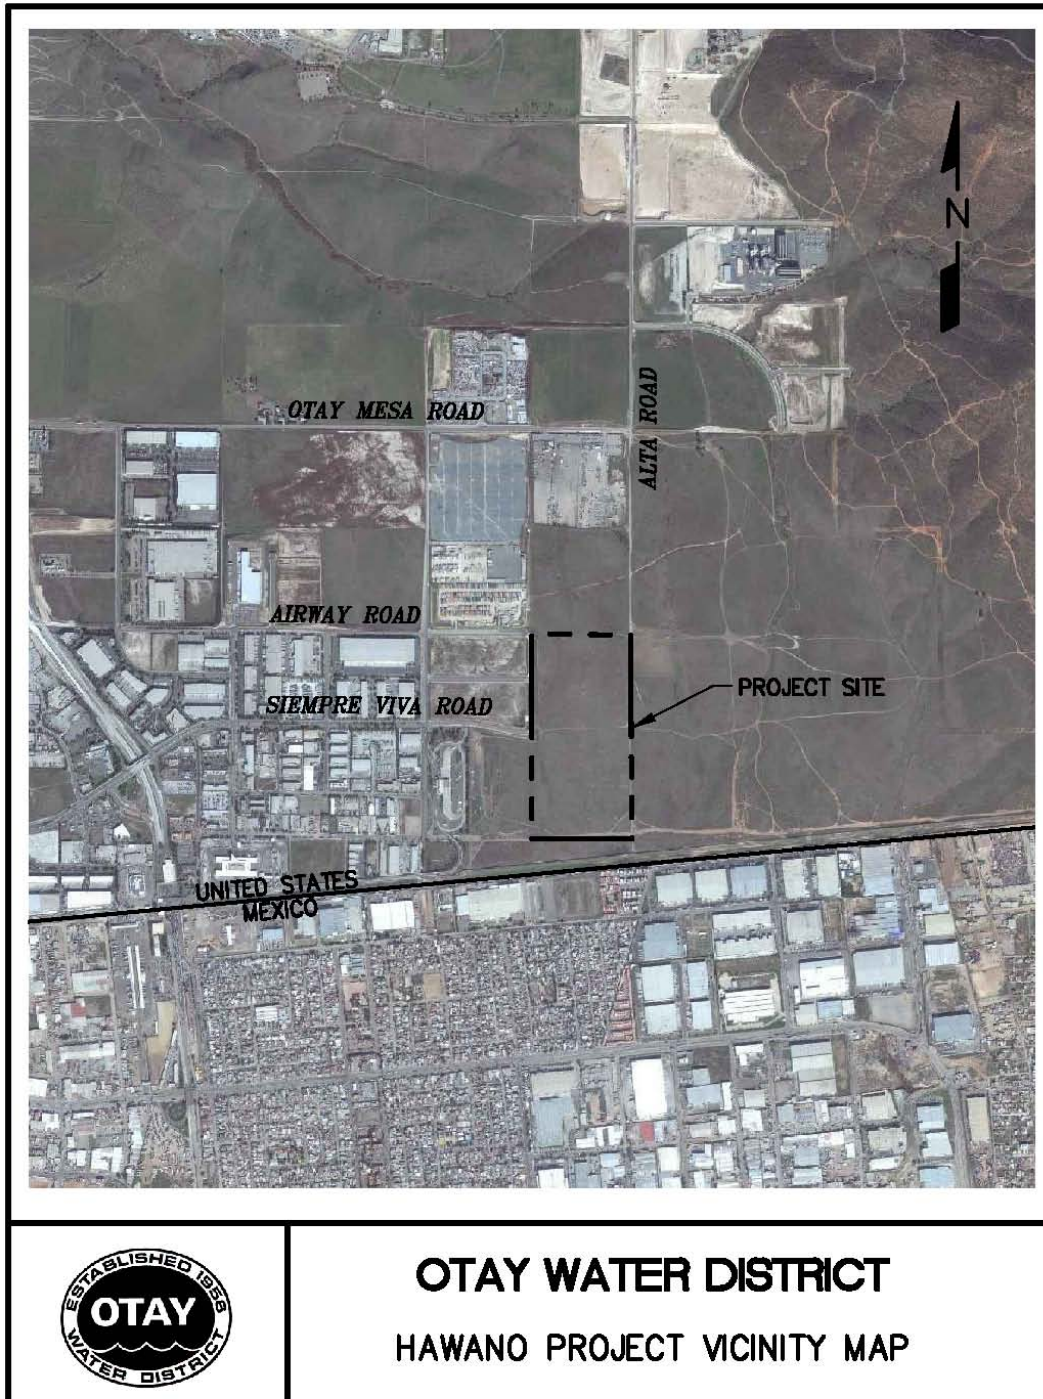 N
OTAY MESA ROAD
ALTA ROAD
AIRWAY ROAD
PROJECT SITE
SIEMPRE VIVA ROAD
UNITED STATES
MEXICO
ESTABLISHED 1956
OTAY
WATER DISTRICT
OTAY WATER DISTRICT
HAWANO PROJECT VICINITY MAP